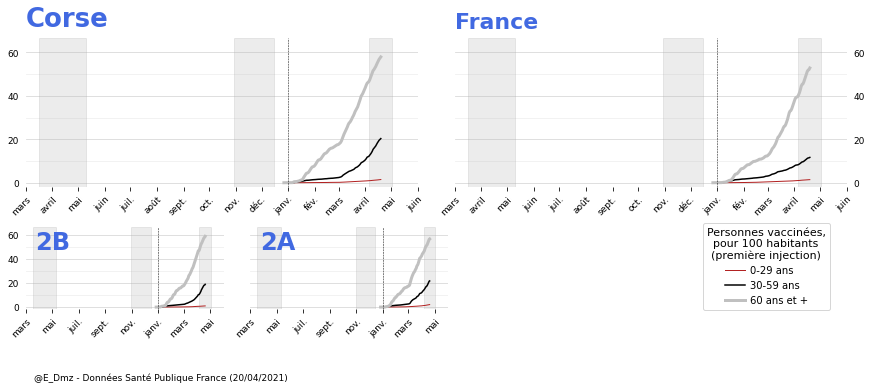 Corse
France
60
40
20
0
60
40
20
0
mars avril mai juin juil. août sept. oct. nov. déc. janv. fév. mars avril mai juin
mars avril mai juin juil. août sept. oct. nov. déc. janv. fév. mars avril mai juin
2B
2A
60
40
20
0
mars mai juil. sept. nov. janv. mars mai
mars mai juil. sept. nov. janv. mars mai
Personnes vaccinées,
pour 100 habitants
(première injection)
0-29 ans
30-59 ans
60 ans et +
@E_Dmz - Données Santé Publique France (20/04/2021)